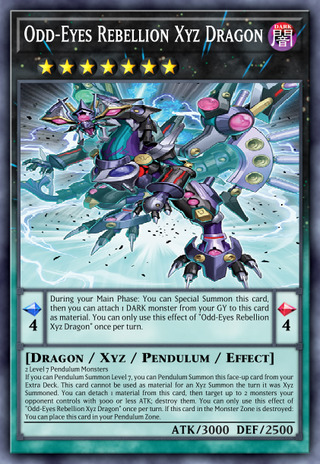 ODD-EYES REBELLION XYZ DRAGON
DARK
闇
During your Main Phase: You can Special Summon this card,
then you can attach 1 DARK monster from your GY to this card
as material. You can only use this effect of "Odd-Eyes Rebellion
Xyz Dragon" once per turn.
4
4
[DRAGON / XYZ / PENDULUM / EFFECT]
2 Level 7 Pendulum Monsters
If you can Pendulum Summon Level 7, you can Pendulum Summon this face-up card from your
Extra Deck. This card cannot be used as material for an Xyz Summon the turn it was Xyz
Summoned. You can detach 1 material from this card, then target up to 2 monsters your
opponent controls with 3000 or less ATK; destroy them. You can only use this effect of
"Odd-Eyes Rebellion Xyz Dragon" once per turn. If this card in the Monster Zone is destroyed:
You can place this card in your Pendulum Zone.
ATK/3000 DEF/2500